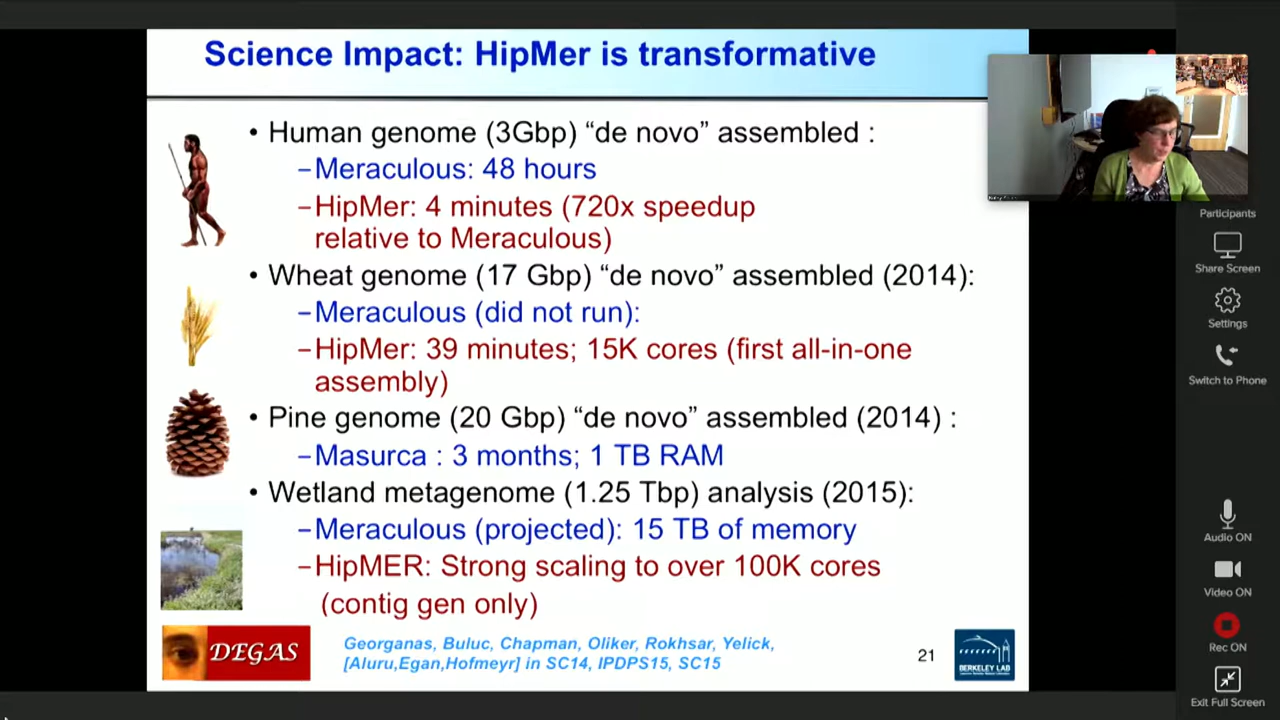 Science Impact: HipMer is transformative
• Human genome (3Gbp) “de novo” assembled :
–Meraculous: 48 hours
–HipMer: 4 minutes (720x speedup
relative to Meraculous)
• Wheat genome (17 Gbp) “de novo” assembled (2014):
–Meraculous (did not run):
–HipMer: 39 minutes; 15K cores (first all-in-one
assembly)
• Pine genome (20 Gbp) “de novo” assembled (2014) :
–Masurca : 3 months; 1 TB RAM
• Wetland metagenome (1.25 Tbp) analysis (2015):
–Meraculous (projected): 15 TB of memory
–HipMER: Strong scaling to over 100K cores
(contig gen only)
DEGAS
Georganas, Buluc, Chapman, Oliker, Rokhsar, Yelick,
[Aluru,Egan,Hofmeyr] in SC14, IPDPS15, SC15
21
BERKELEY LAB
Participants
Share Screen
Settings
Switch to Phone
Audio ON
Video ON
Rec ON
Exit Full Screen